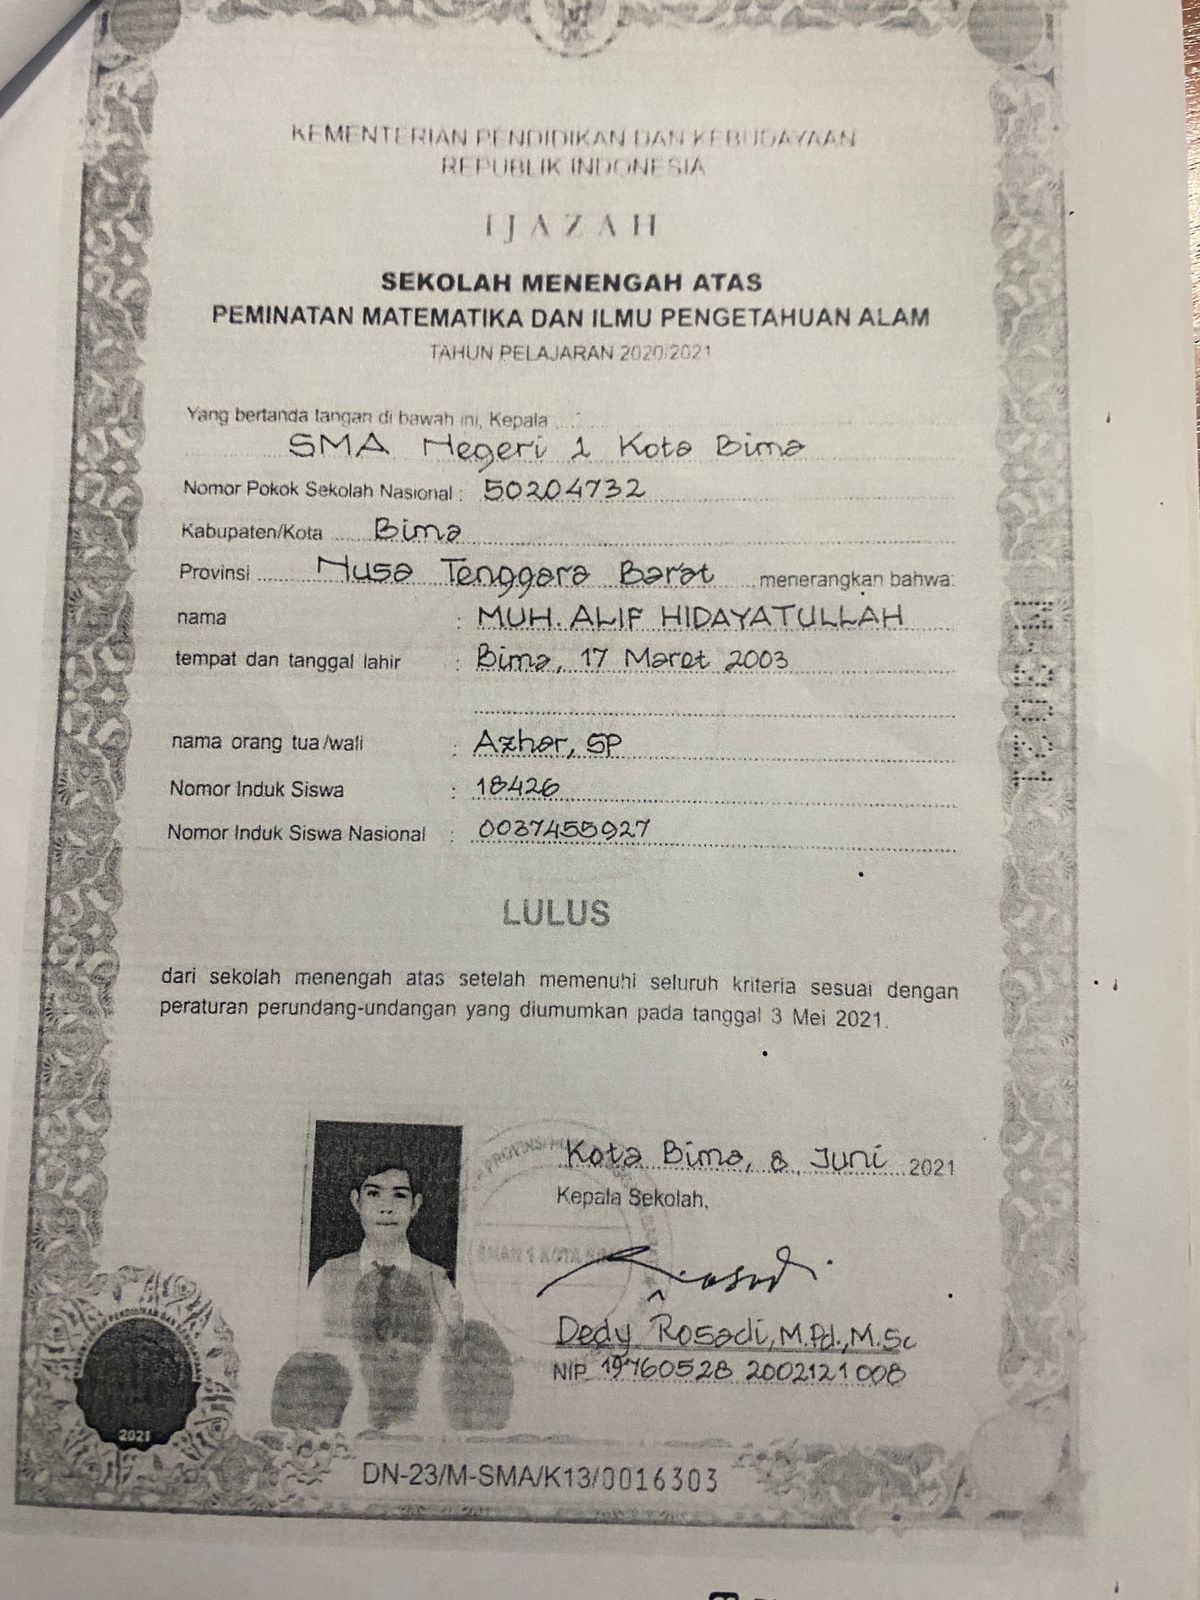 KEMENTERIAN PENDIDIKAN DAN KEBUDAYAAN
REPUBLIK INDONESIA
IJAZAH
SEKOLAH MENENGAH ATAS
PEMINATAN MATEMATIKA DAN ILMU PENGETAHUAN ALAM
TAHUN PELAJARAN 2020/2021
Yang bertanda tangan di bawah ini, Kepala
SMA Negeri 1 Kota Bima
Nomor Pokok Sekolah Nasional : 50204732
Kabupaten/Kota Bima
Provinsi Nusa Tenggara Barat menerangkan bahwa:
nama : MUH. ALIF HIDAYATULLAH
tempat dan tanggal lahir : Bima, 17 Maret 2003
nama orang tua/wali : Azhar, SP
Nomor Induk Siswa : 18426
Nomor Induk Siswa Nasional : 0037455927
LULUS
dari sekolah menengah atas setelah memenuhi seluruh kriteria sesuai dengan
peraturan perundang-undangan yang diumumkan pada tanggal 3 Mei 2021.
Kota Bima, 8 Juni 2021
Kepala Sekolah,
Dedy Rosadi, M.Pd., M.Sc
NIP 19760528 2002121 008
2021
DN-23/M-SMA/K13/0016303